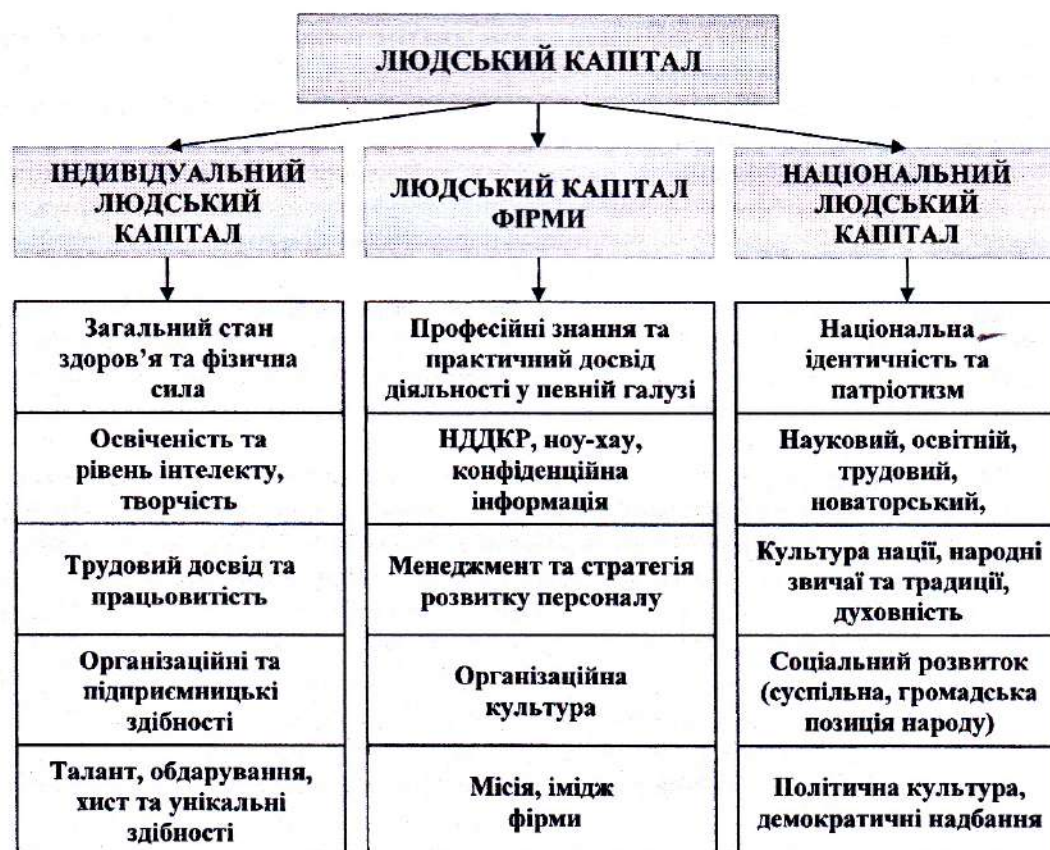 ЛЮДСЬКИЙ КАПІТАЛ
ІНДИВІДУАЛЬНИЙ
ЛЮДСЬКИЙ
КАПІТАЛ
Загальний стан
здоров’я та фізична
сила
Освіченість та
рівень інтелекту,
творчість
Трудовий досвід та
працьовитість
Організаційні та
підприємницькі
здібності
Талант, обдарування,
хист та унікальні
здібності
ЛЮДСЬКИЙ КАПІТАЛ
ФІРМИ
Професійні знання та
практичний досвід
діяльності у певній галузі
НДДКР, ноу-хау,
конфіденційна
інформація
Менеджмент та стратегія
розвитку персоналу
Організаційна
культура
Місія, імідж
фірми
НАЦІОНАЛЬНИЙ
ЛЮДСЬКИЙ
КАПІТАЛ
Національна
ідентичність та
патріотизм
Науковий, освітній,
трудовий,
новаторський,
Культура нації, народні
звичаї та традиції,
духовність
Соціальний розвиток
(суспільна, громадська
позиція народу)
Політична культура,
демократичні надбання